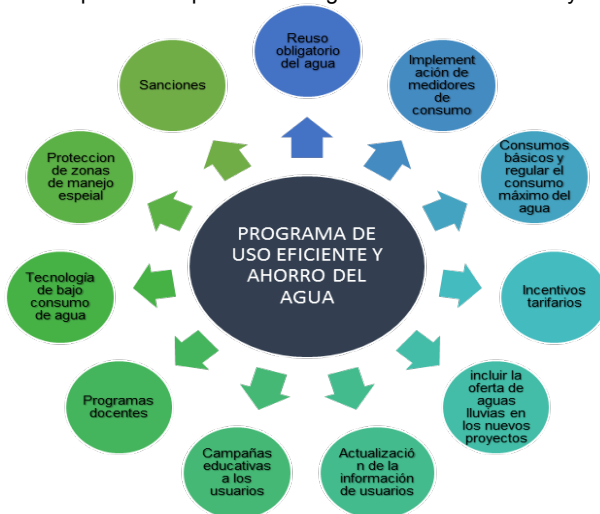 PROGRAMA DE
USO EFICIENTE Y
AHORRO DEL
AGUA
Reuso
obligatorio
del agua
Implement
ación de
medidores
de
consumo
Consumos
básicos y
regular el
consumo
máximo del
agua
Incentivos
tarifarios
incluir la
oferta de
aguas
lluvias en
los nuevos
proyectos
Actualizació
n de la
información
de usuarios
Campañas
educativas
a los
usuarios
Programas
docentes
Tecnología
de bajo
consumo
de agua
Proteccion
de zonas
de manejo
espeial
Sanciones